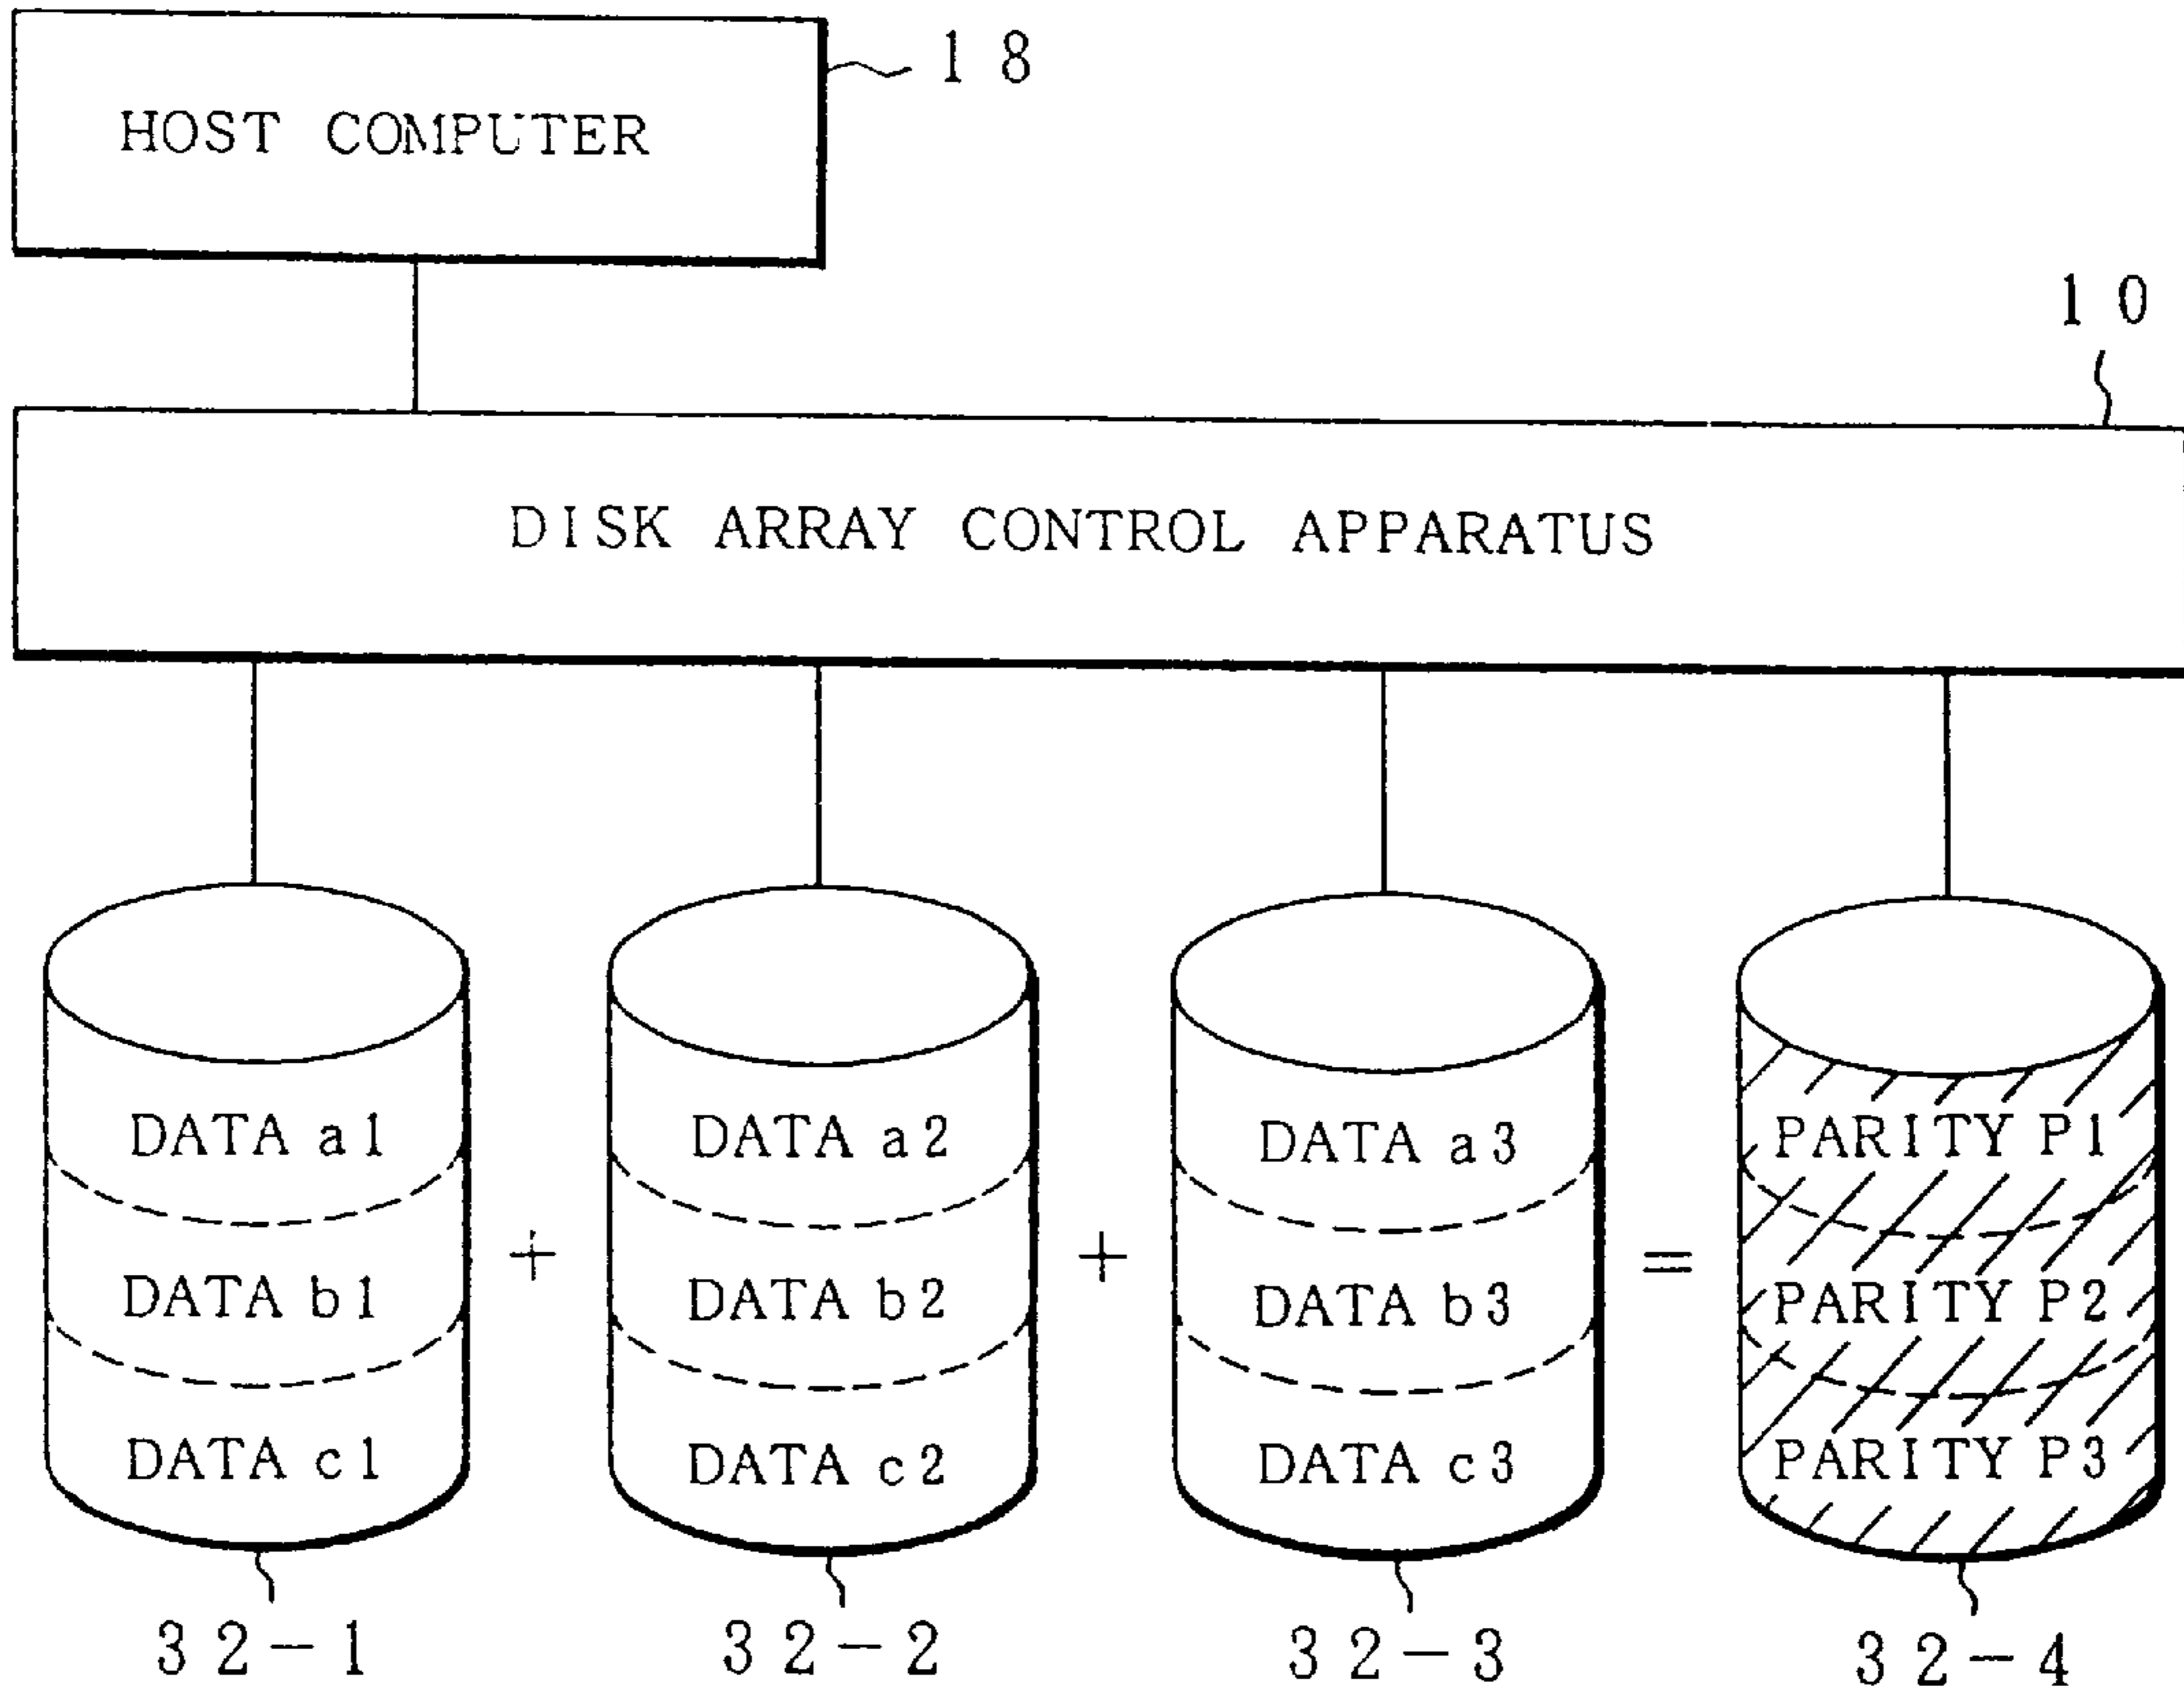 HOST COMPUTER
18
10
DISK ARRAY CONTROL APPARATUS
DATA a1
DATA a2
DATA a3
PARITY P1
+
+
=
DATA b1
DATA b2
DATA b3
PARITY P2
DATA c1
DATA c2
DATA c3
PARITY P3
32-1
32-2
32-3
32-4